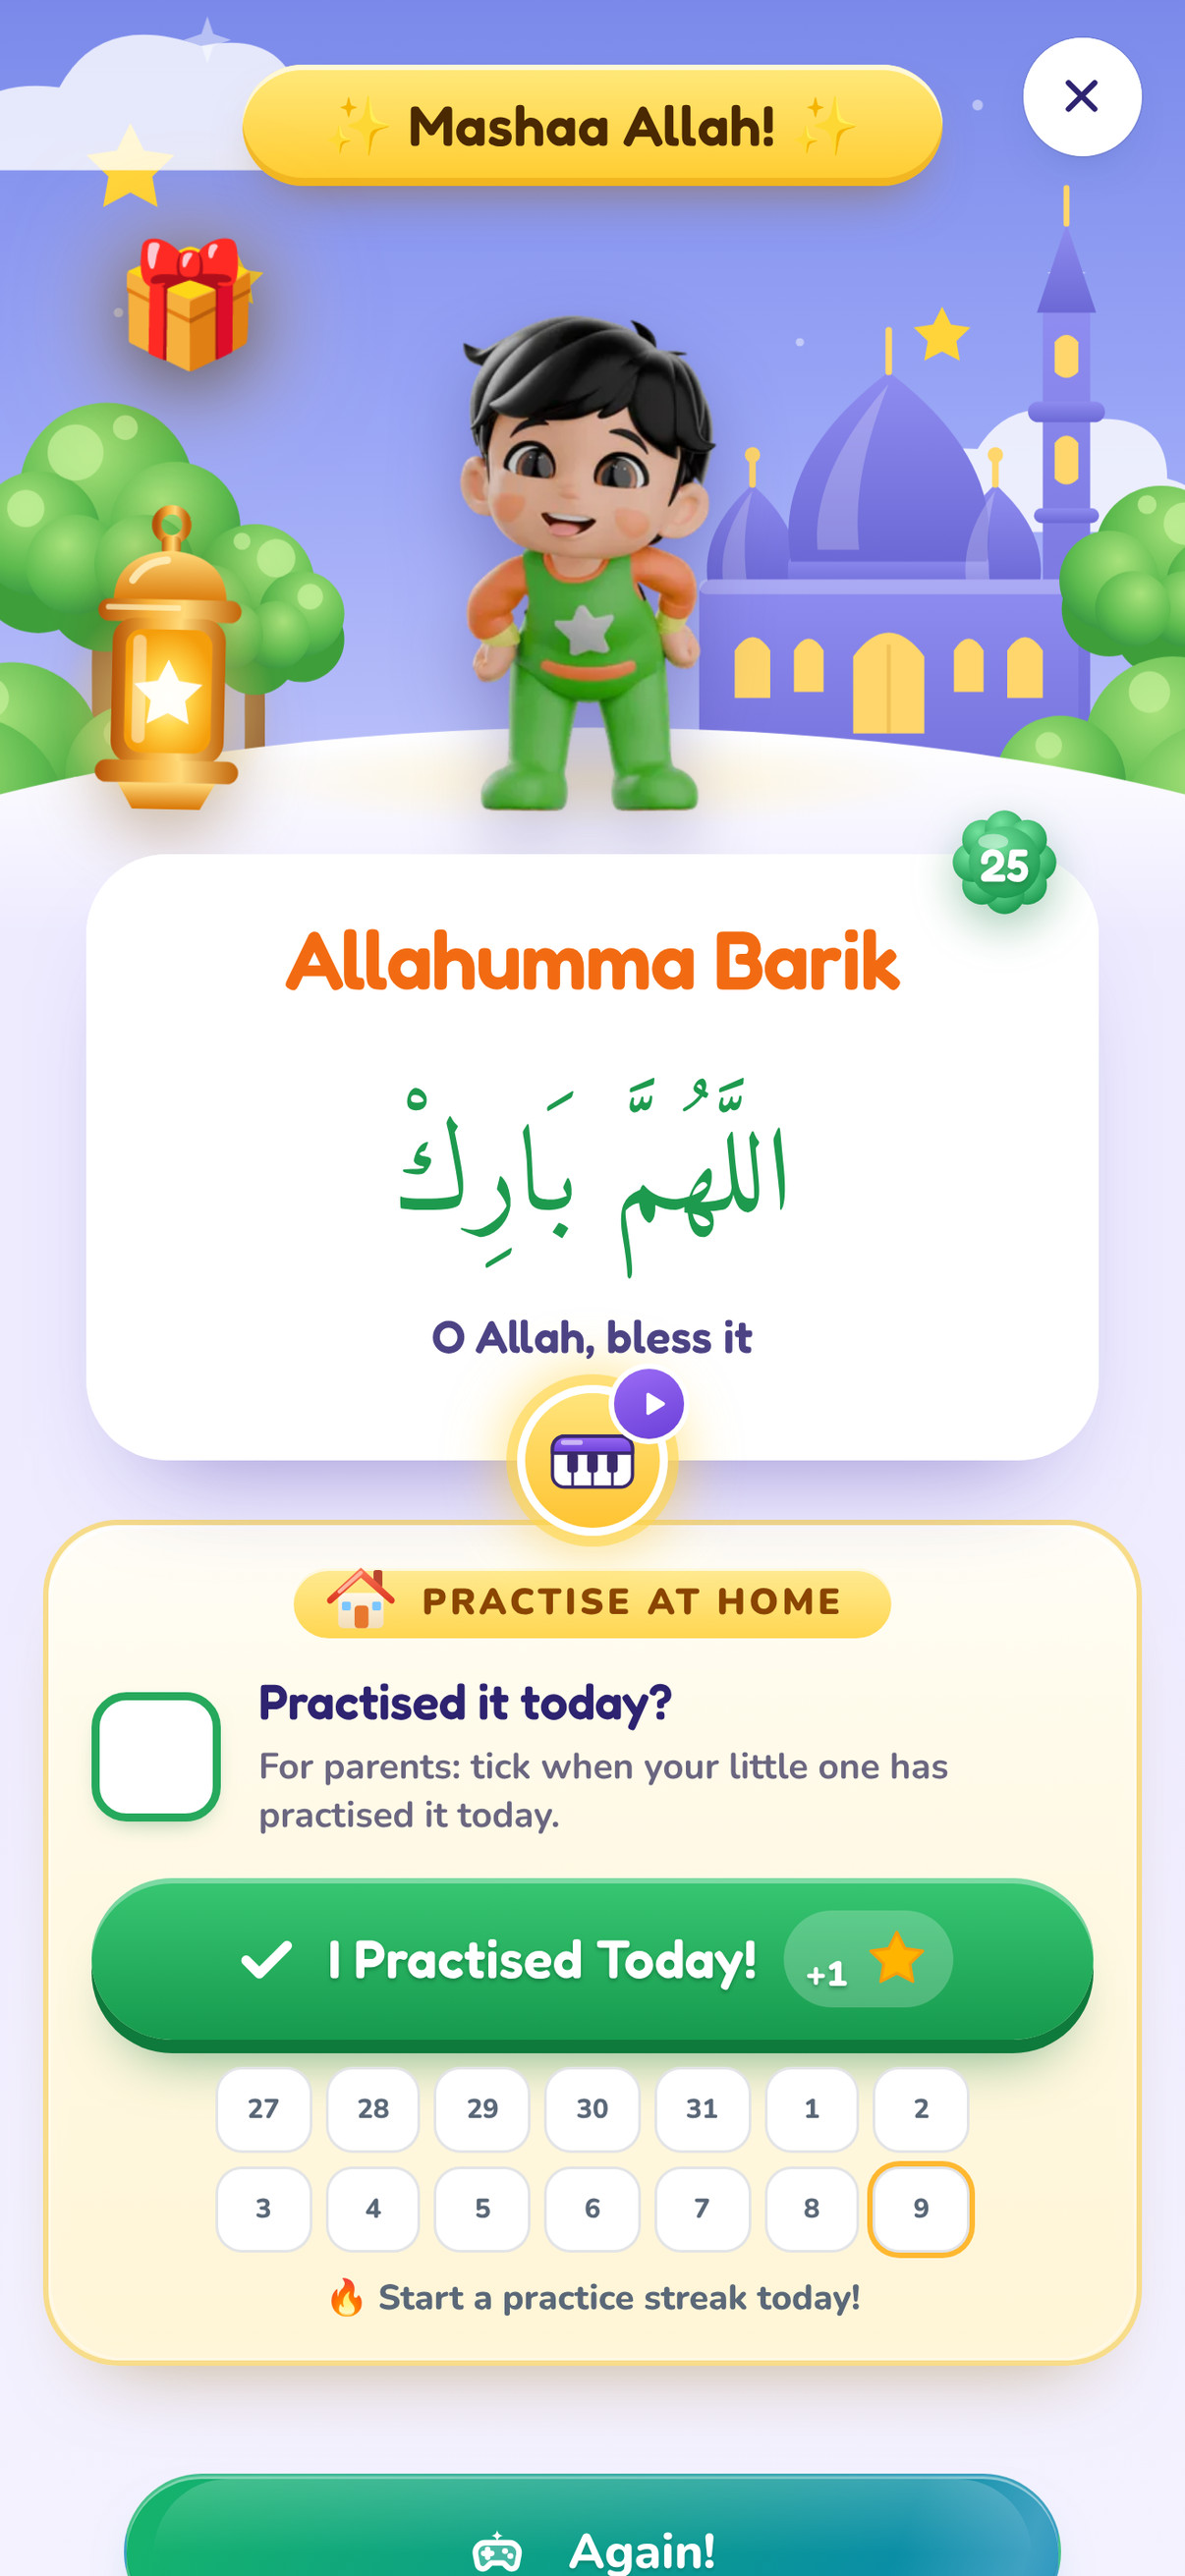 ✨ Mashaa Allah! ✨
25
Allahumma Barik
اللَّهُمَّ بَارِكْ
O Allah, bless it
PRACTISE AT HOME
Practised it today?
For parents: tick when your little one has
practised it today.
I Practised Today! +1
27 28 29 30 31 1 2
3 4 5 6 7 8 9
🔥 Start a practice streak today!
Again!